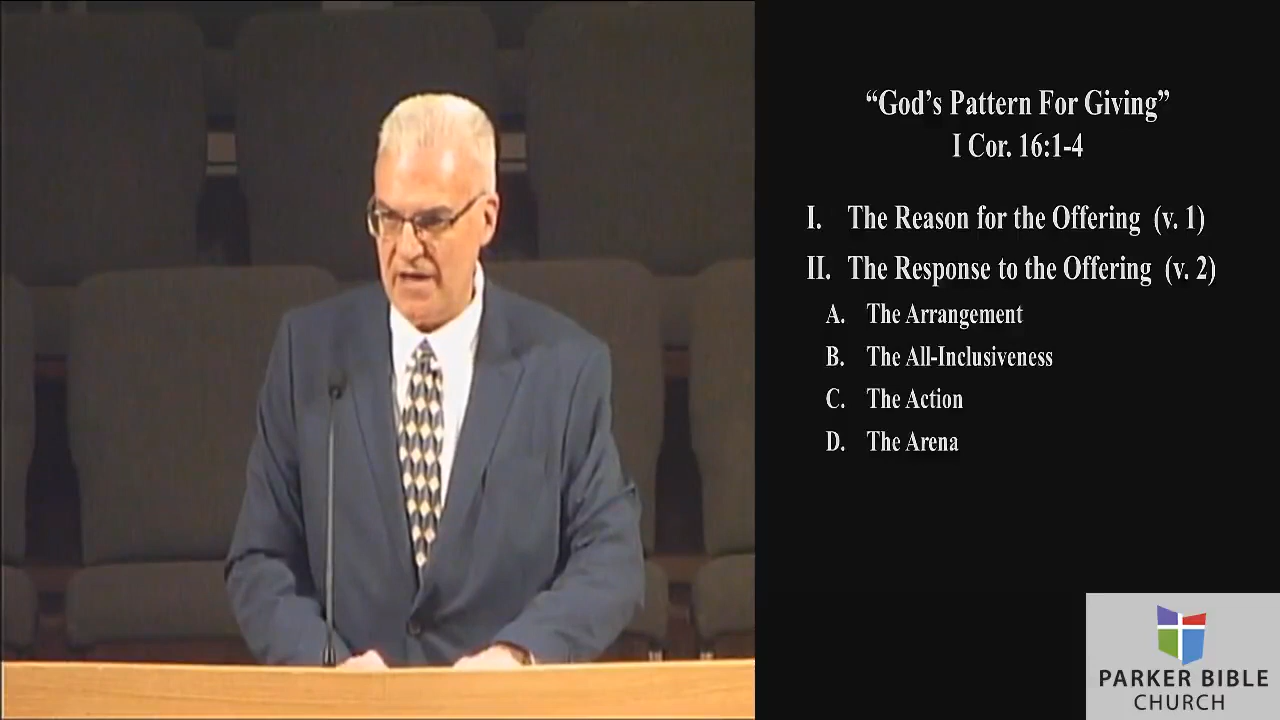 “God’s Pattern For Giving”
I Cor. 16:1-4
I. The Reason for the Offering (v. 1)
II. The Response to the Offering (v. 2)
A. The Arrangement
B. The All-Inclusiveness
C. The Action
D. The Arena
PARKER BIBLE
CHURCH